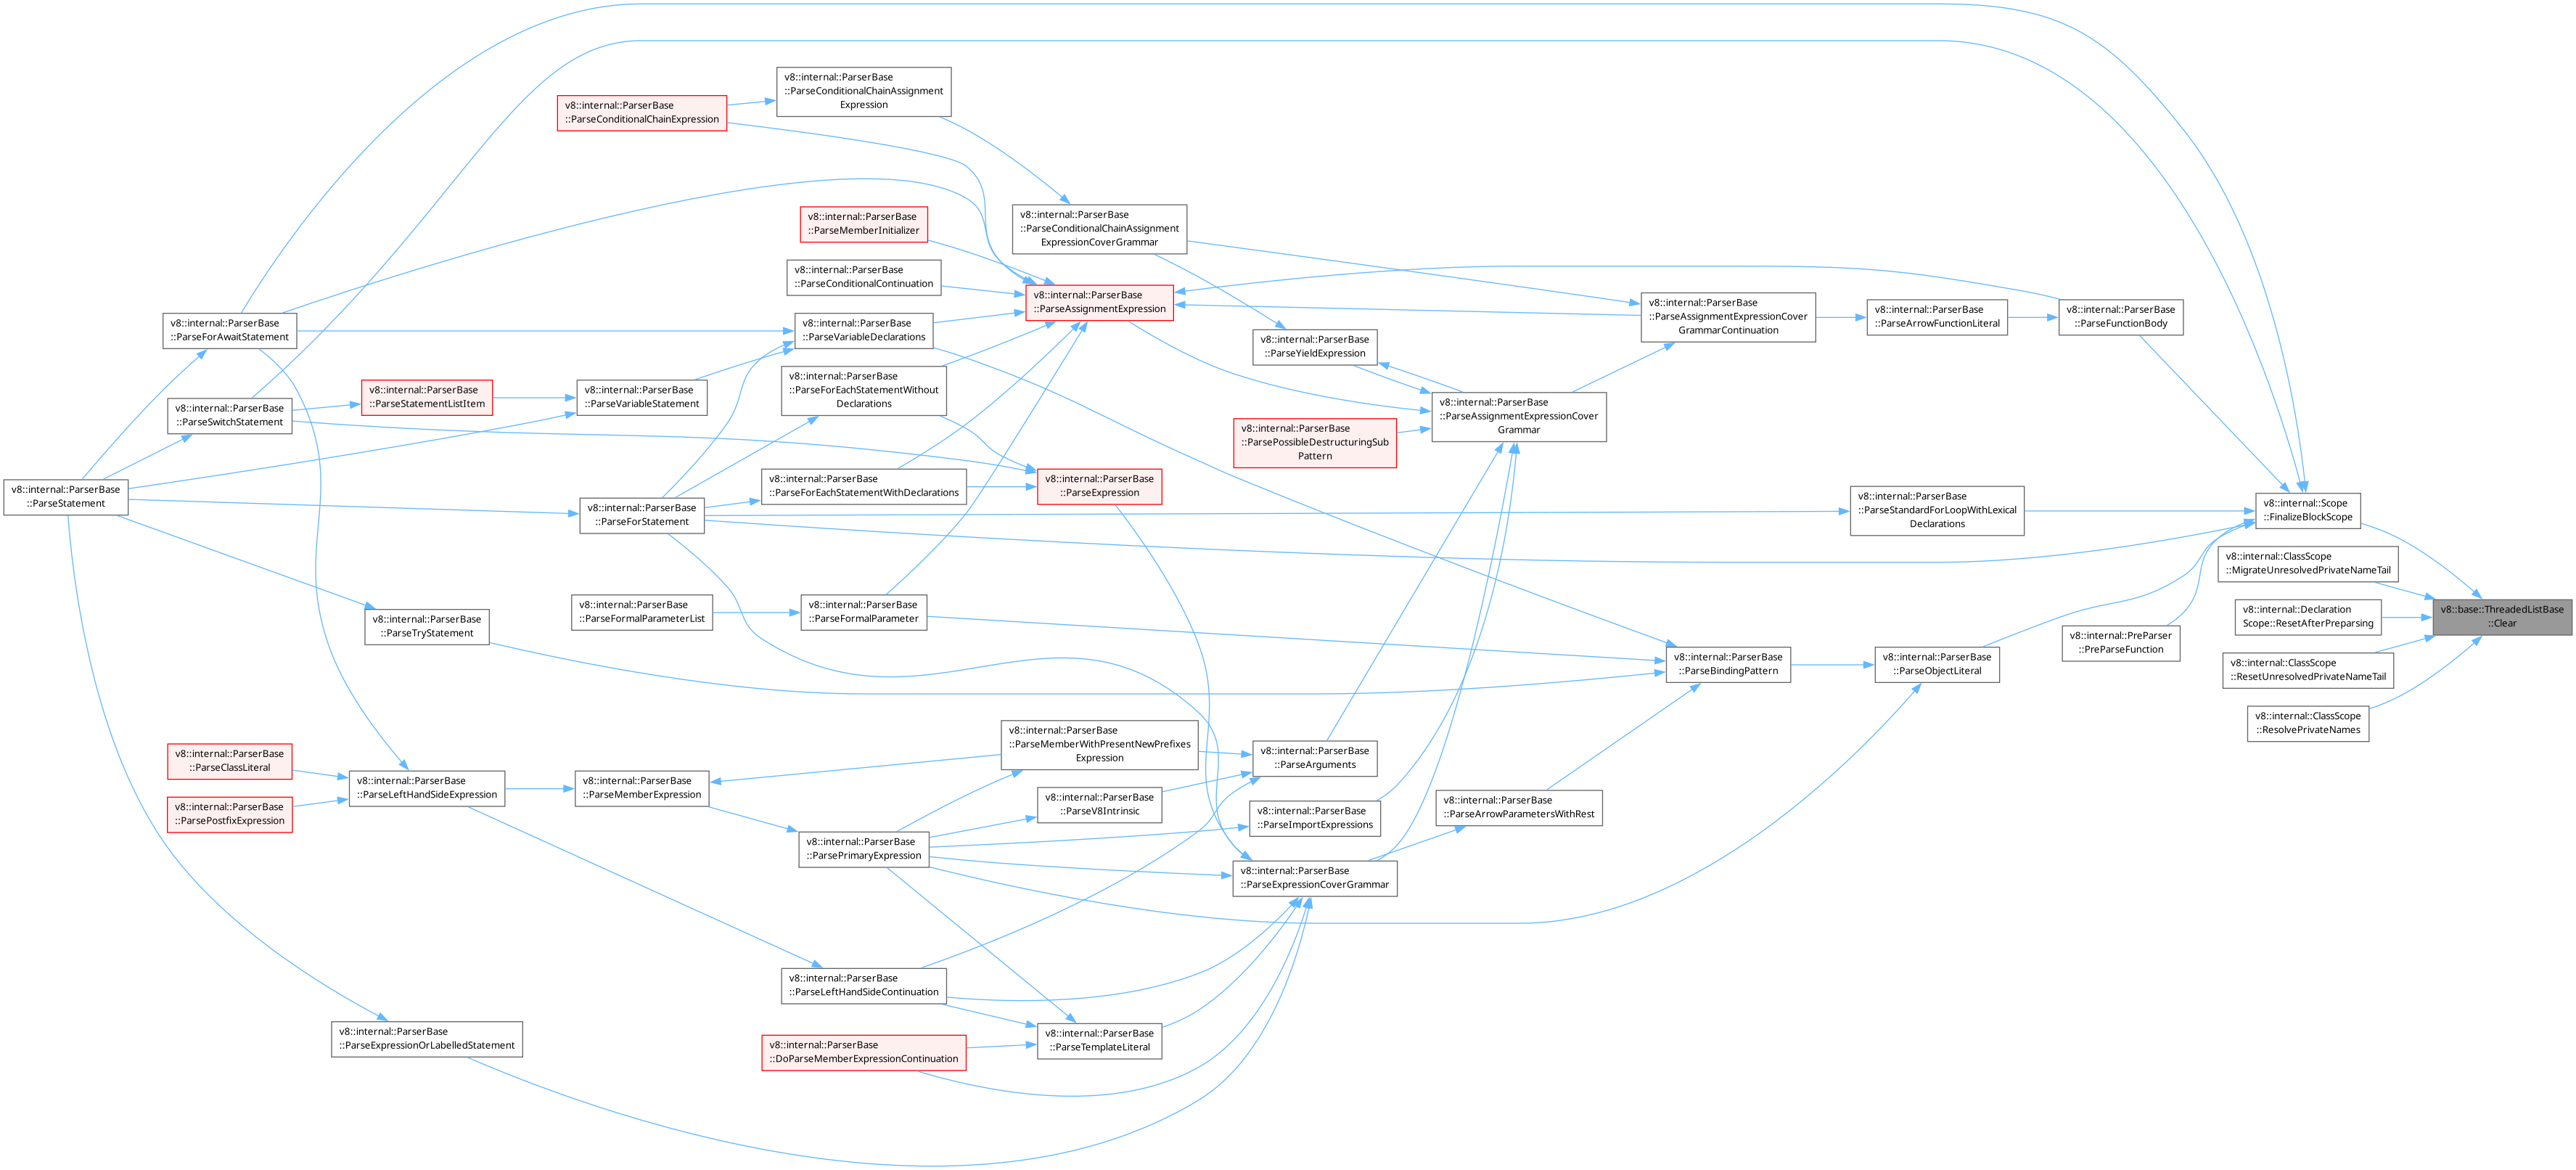 v8::internal::ParserBase
::ParseConditionalChainAssignment
Expression
v8::internal::ParserBase
::ParseConditionalChainExpression
v8::internal::ParserBase
::ParseMemberInitializer
v8::internal::ParserBase
::ParseConditionalChainAssignment
ExpressionCoverGrammar
v8::internal::ParserBase
::ParseConditionalContinuation
v8::internal::ParserBase
::ParseAssignmentExpression
v8::internal::ParserBase
::ParseAssignmentExpressionCover
GrammarContinuation
v8::internal::ParserBase
::ParseArrowFunctionLiteral
v8::internal::ParserBase
::ParseFunctionBody
v8::internal::ParserBase
::ParseForAwaitStatement
v8::internal::ParserBase
::ParseVariableDeclarations
v8::internal::ParserBase
::ParseYieldExpression
v8::internal::ParserBase
::ParseStatementListItem
v8::internal::ParserBase
::ParseVariableStatement
v8::internal::ParserBase
::ParseForEachStatementWithout
Declarations
v8::internal::ParserBase
::ParseSwitchStatement
v8::internal::ParserBase
::ParsePossibleDestructuringSub
Pattern
v8::internal::ParserBase
::ParseAssignmentExpressionCover
Grammar
v8::internal::ParserBase
::ParseStatement
v8::internal::ParserBase
::ParseForStatement
v8::internal::ParserBase
::ParseForEachStatementWithDeclarations
v8::internal::ParserBase
::ParseExpression
v8::internal::ParserBase
::ParseStandardForLoopWithLexical
Declarations
v8::internal::Scope
::FinalizeBlockScope
v8::internal::ClassScope
::MigrateUnresolvedPrivateNameTail
v8::internal::ParserBase
::ParseTryStatement
v8::internal::ParserBase
::ParseFormalParameterList
v8::internal::ParserBase
::ParseFormalParameter
v8::internal::Declaration
Scope::ResetAfterPreparsing
v8::base::ThreadedListBase
::Clear
v8::internal::ParserBase
::ParseBindingPattern
v8::internal::ParserBase
::ParseObjectLiteral
v8::internal::PreParser
::PreParseFunction
v8::internal::ClassScope
::ResetUnresolvedPrivateNameTail
v8::internal::ClassScope
::ResolvePrivateNames
v8::internal::ParserBase
::ParseMemberWithPresentNewPrefixes
Expression
v8::internal::ParserBase
::ParseArguments
v8::internal::ParserBase
::ParseClassLiteral
v8::internal::ParserBase
::ParseLeftHandSideExpression
v8::internal::ParserBase
::ParseMemberExpression
v8::internal::ParserBase
::ParsePostfixExpression
v8::internal::ParserBase
::ParseV8Intrinsic
v8::internal::ParserBase
::ParseImportExpressions
v8::internal::ParserBase
::ParseArrowParametersWithRest
v8::internal::ParserBase
::ParsePrimaryExpression
v8::internal::ParserBase
::ParseExpressionCoverGrammar
v8::internal::ParserBase
::ParseLeftHandSideContinuation
v8::internal::ParserBase
::ParseExpressionOrLabelledStatement
v8::internal::ParserBase
::DoParseMemberExpressionContinuation
v8::internal::ParserBase
::ParseTemplateLiteral